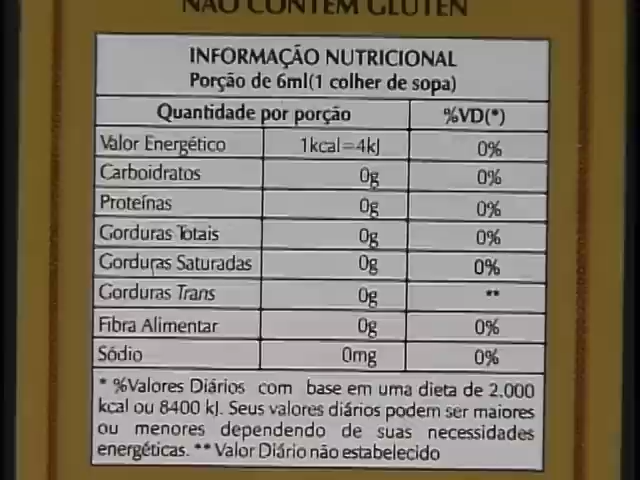 NÃO CONTÉM GLÚTEN
INFORMAÇÃO NUTRICIONAL
Porção de 6ml(1 colher de sopa)
Quantidade por porção %VD(*)
Valor Energético 1kcal=4kJ 0%
Carboidratos 0g 0%
Proteínas 0g 0%
Gorduras Totais 0g 0%
Gorduras Saturadas 0g 0%
Gorduras Trans 0g **
Fibra Alimentar 0g 0%
Sódio 0mg 0%
* %Valores Diários com base em uma dieta de 2.000
kcal ou 8400 kJ. Seus valores diários podem ser maiores
ou menores dependendo de suas necessidades
energéticas. ** Valor Diário não estabelecido